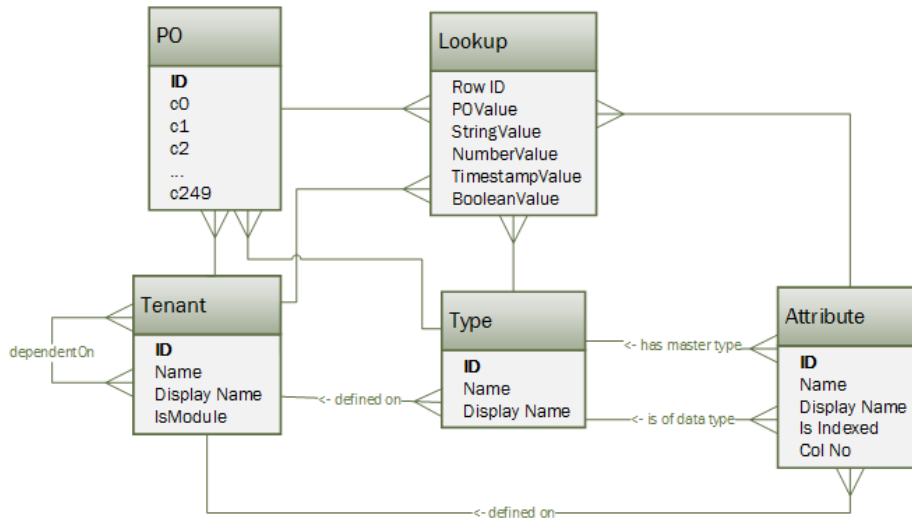 PO
ID
c0
c1
c2
...
c249
Lookup
Row ID
POValue
StringValue
NumberValue
TimestampValue
BooleanValue
Tenant
ID
Name
Display Name
IsModule
dependentOn
<- defined on
Type
ID
Name
Display Name
<- has master type
<- is of data type
Attribute
ID
Name
Display Name
Is Indexed
Col No
<- defined on